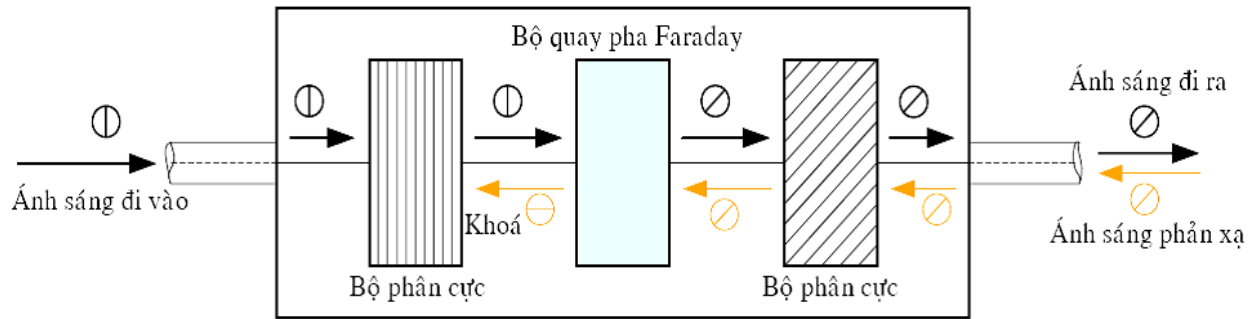 Bộ quay pha Faraday
Ánh sáng đi ra
Ánh sáng đi vào
Khoá
Ánh sáng phản xạ
Bộ phân cực
Bộ phân cực